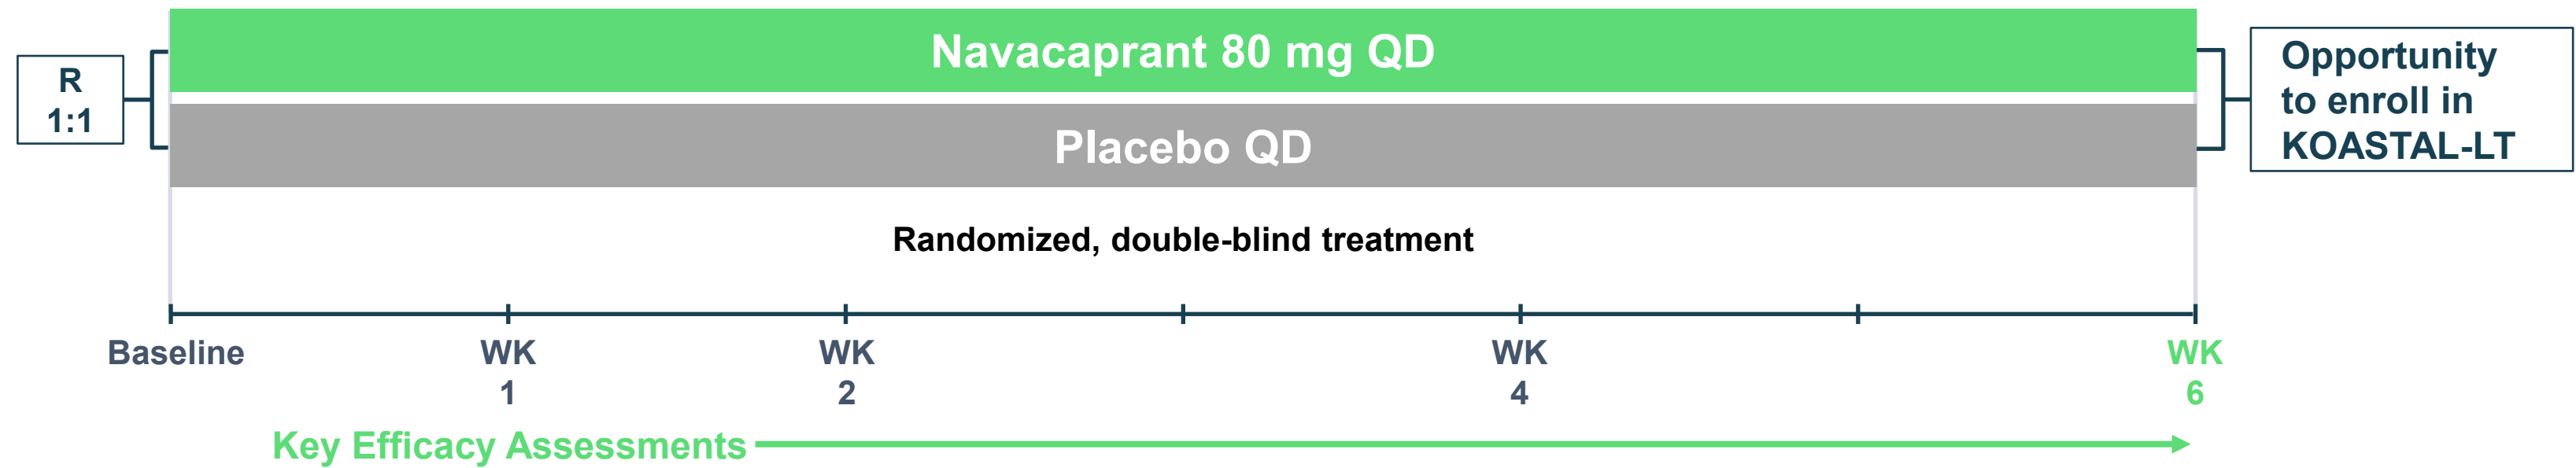 R
1:1
Navacaprant 80 mg QD
Placebo QD
Opportunity
to enroll in
KOASTAL-LT
Randomized, double-blind treatment
Baseline
WK
1
WK
2
WK
4
WK
6
Key Efficacy Assessments